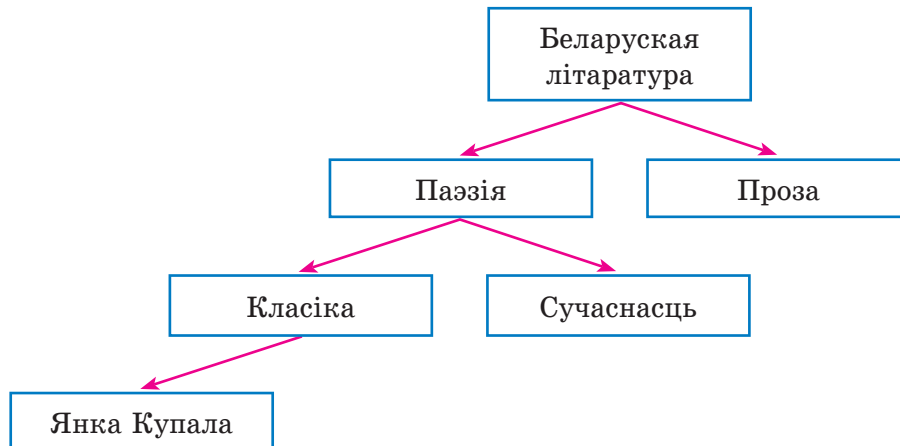 Беларуская
літаратура
Паэзія
Проза
Класіка
Сучаснасць
Янка Купала